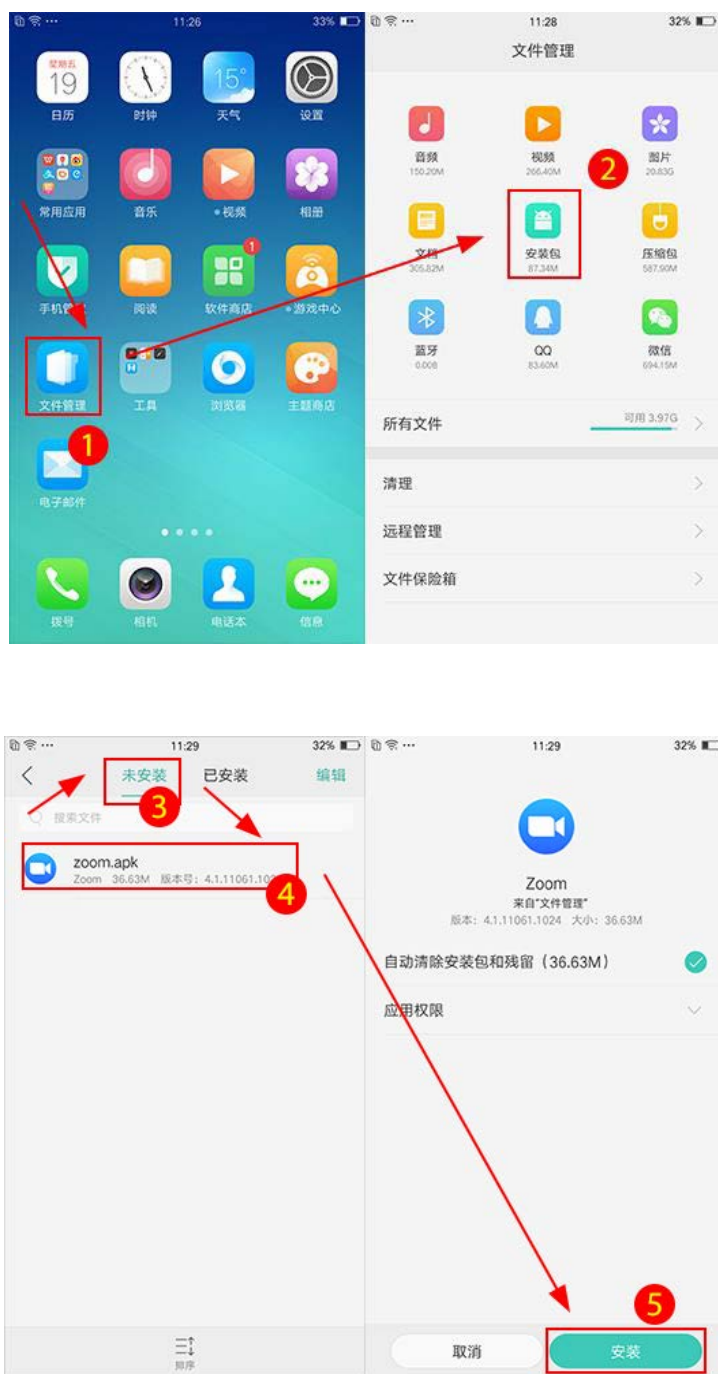 11:26
33%
星期五
19
日历
时钟
15°
天气
设置
常用应用
音乐
视频
相册
1
手机管家
阅读
软件商店
游戏中心
文件管理
工具
浏览器
主题商店
1
电子邮件
拨号
相机
电话本
信息
11:28
32%
文件管理
音频
150.20M
视频
266.40M
图片
20.83G
2
文档
305.82M
安装包
87.34M
压缩包
587.90M
蓝牙
0.00B
QQ
83.60M
微信
694.15M
所有文件
可用 3.97G
清理
远程管理
文件保险箱
11:29
32%
未安装
已安装
编辑
3
搜索文件
zoom.apk
Zoom 36.63M 版本号: 4.1.11061.102
4
排序
11:29
32%
Zoom
来自"文件管理"
版本: 4.1.11061.1024 大小: 36.63M
自动清除安装包和残留（36.63M）
应用权限
5
取消
安装